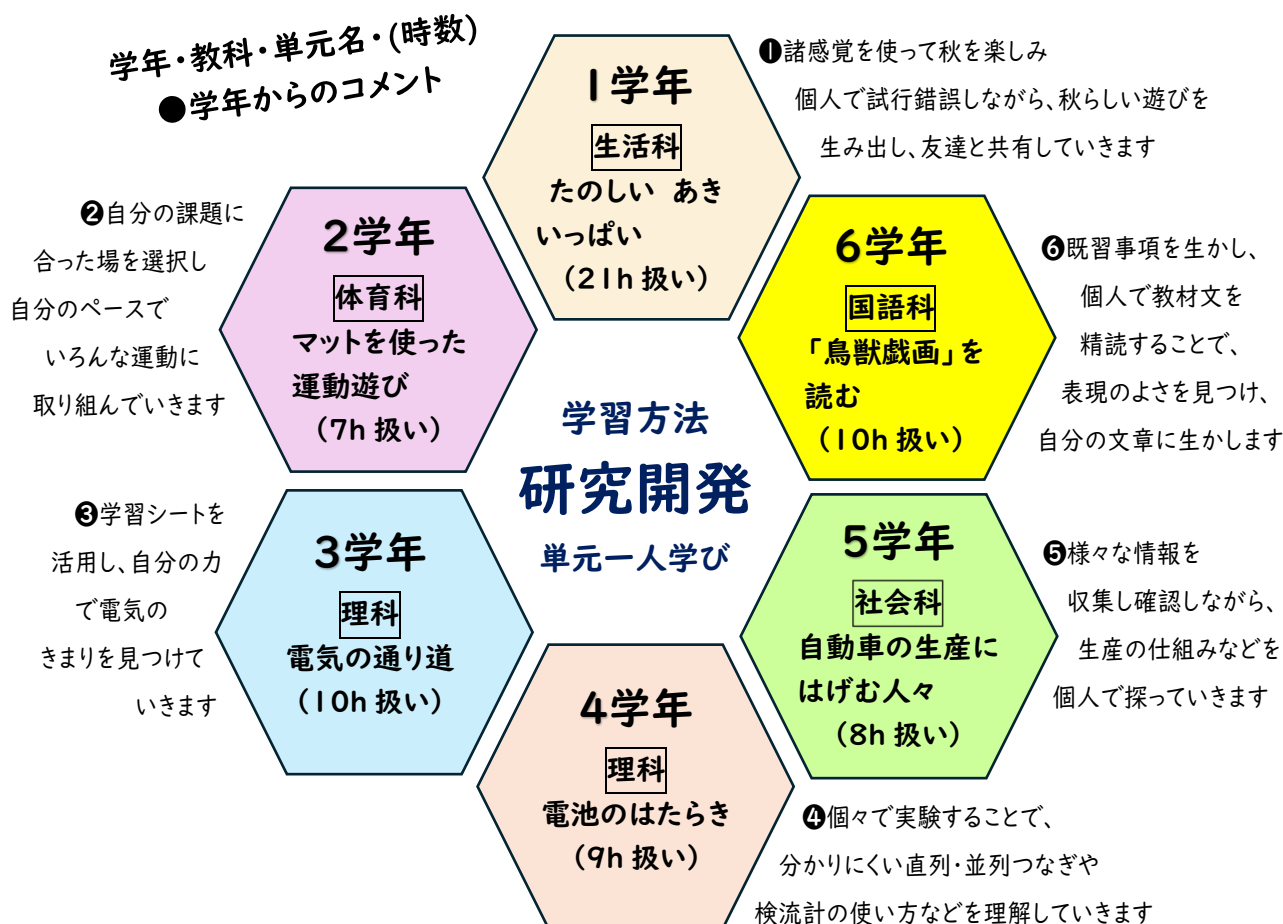 学年・教科・単元名・(時数)
●学年からのコメント
1学年
生活科
たのしい あき
いっぱい
(21h 扱い)
❶諸感覚を使って秋を楽しみ
個人で試行錯誤しながら、秋らしい遊びを
生み出し、友達と共有していきます
2学年
体育科
マットを使った
運動遊び
(7h 扱い)
❷自分の課題に
合った場を選択し
自分のペースで
いろんな運動に
取り組んでいきます
学習方法
研究開発
単元一人学び
6学年
国語科
「鳥獣戯画」を
読む
(10h 扱い)
❻既習事項を生かし、
個人で教材文を
精読することで、
表現のよさを見つけ、
自分の文章に生かします
3学年
理科
電気の通り道
(10h 扱い)
❸学習シートを
活用し、自分の力
で電気の
きまりを見つけて
いきます
5学年
社会科
自動車の生産に
はげむ人々
(8h 扱い)
❺様々な情報を
収集し確認しながら、
生産の仕組みなどを
個人で探っていきます
4学年
理科
電池のはたらき
(9h 扱い)
❹個々で実験することで、
分かりにくい直列・並列つなぎや
検流計の使い方などを理解していきます